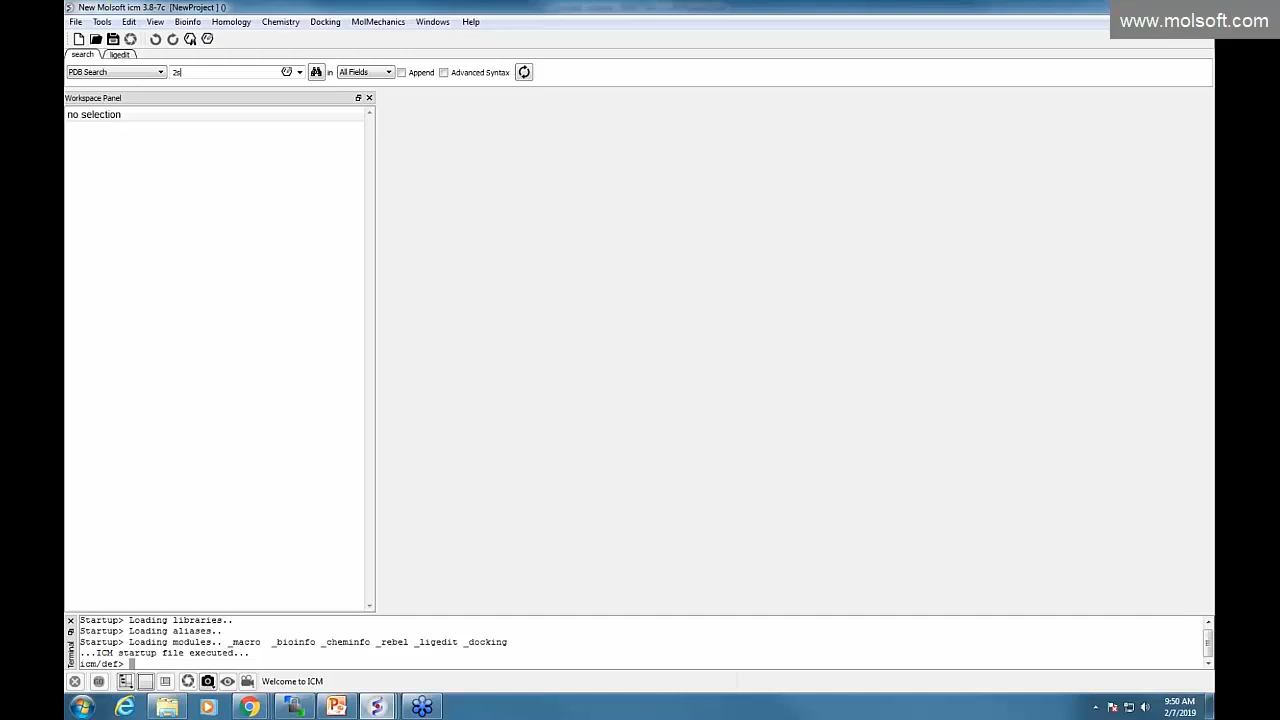 New Molsoft icm 3.8-7c [NewProject ] ()
www.molsoft.com
File Tools Edit View Bioinfo Homology Chemistry Docking MolMechanics Windows Help
search ligedit
PDB Search 2s in All Fields Append Advanced Syntax
Workspace Panel
no selection
Startup> Loading libraries..
Startup> Loading aliases..
Startup> Loading modules.. _macro _bioinfo _cheminfo _rebel _ligedit _docking
...ICM startup file executed...
icm/def>
Terminal
Welcome to ICM
9:50 AM
2/7/2019